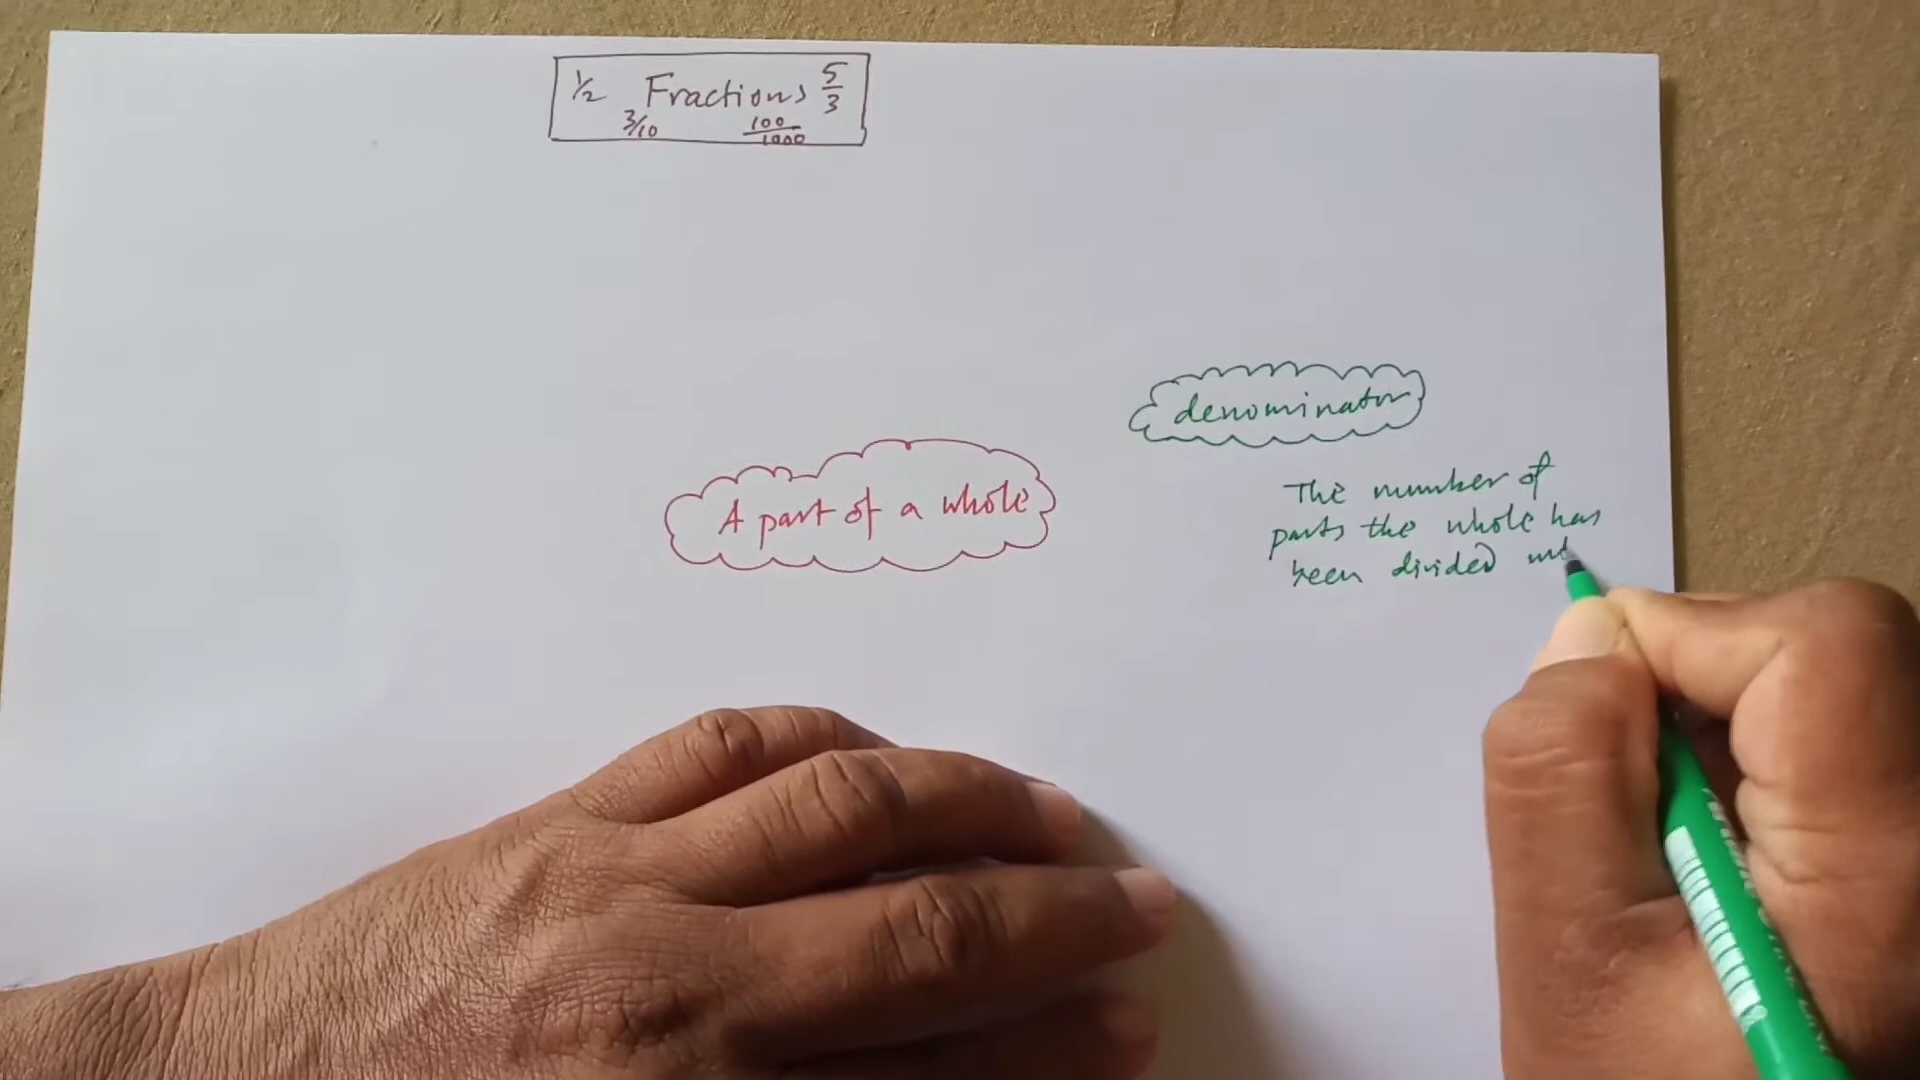 1/2 Fractions 5/3
3/10 100/1000
denominator
A part of a whole
The number of
parts the whole has
been divided